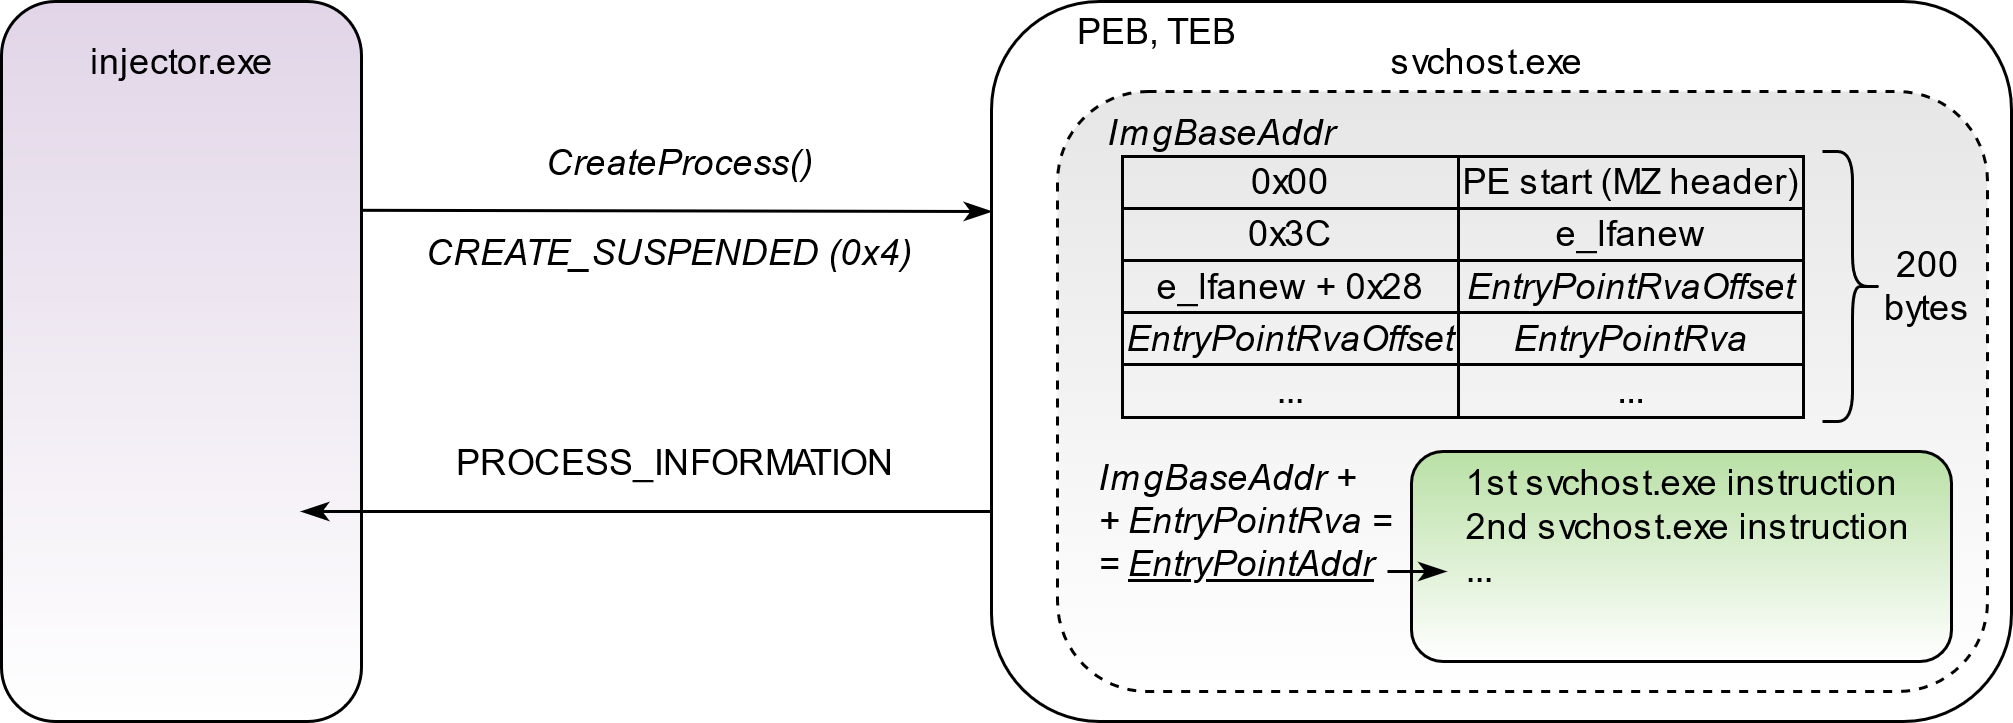 injector.exe
CreateProcess()
CREATE_SUSPENDED (0x4)
PROCESS_INFORMATION
PEB, TEB
svchost.exe
ImgBaseAddr
0x00 PE start (MZ header)
0x3C e_lfanew
e_lfanew + 0x28 EntryPointRvaOffset
EntryPointRvaOffset EntryPointRva
... ...
200
bytes
ImgBaseAddr +
+ EntryPointRva =
= EntryPointAddr
1st svchost.exe instruction
2nd svchost.exe instruction
...